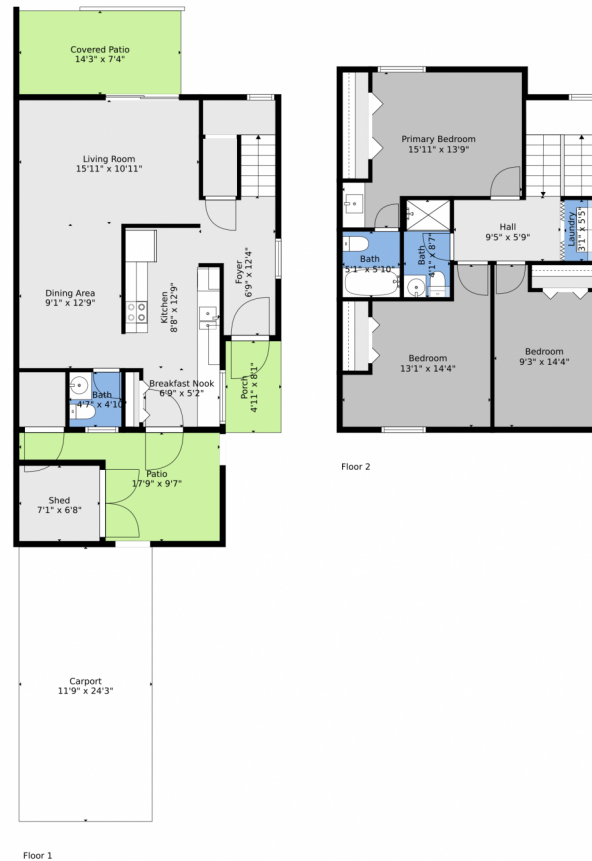 Covered Patio
14'3" x 7'4"
Living Room
15'11" x 10'11"
Dining Area
9'1" x 12'9"
Kitchen
8'8" x 12'9"
Foyer
6'9" x 12'4"
Breakfast Nook
6'9" x 5'2"
Bath
4'7" x 4'10"
Porch
4'11" x 8'1"
Patio
17'9" x 9'7"
Shed
7'1" x 6'8"
Carport
11'9" x 24'3"
Floor 1
Primary Bedroom
15'11" x 13'9"
Hall
9'5" x 5'9"
Laundry
3'1" x 5'5"
Bath
5'1" x 5'10"
Bath
4'1" x 8'7"
Bedroom
13'1" x 14'4"
Bedroom
9'3" x 14'4"
Floor 2